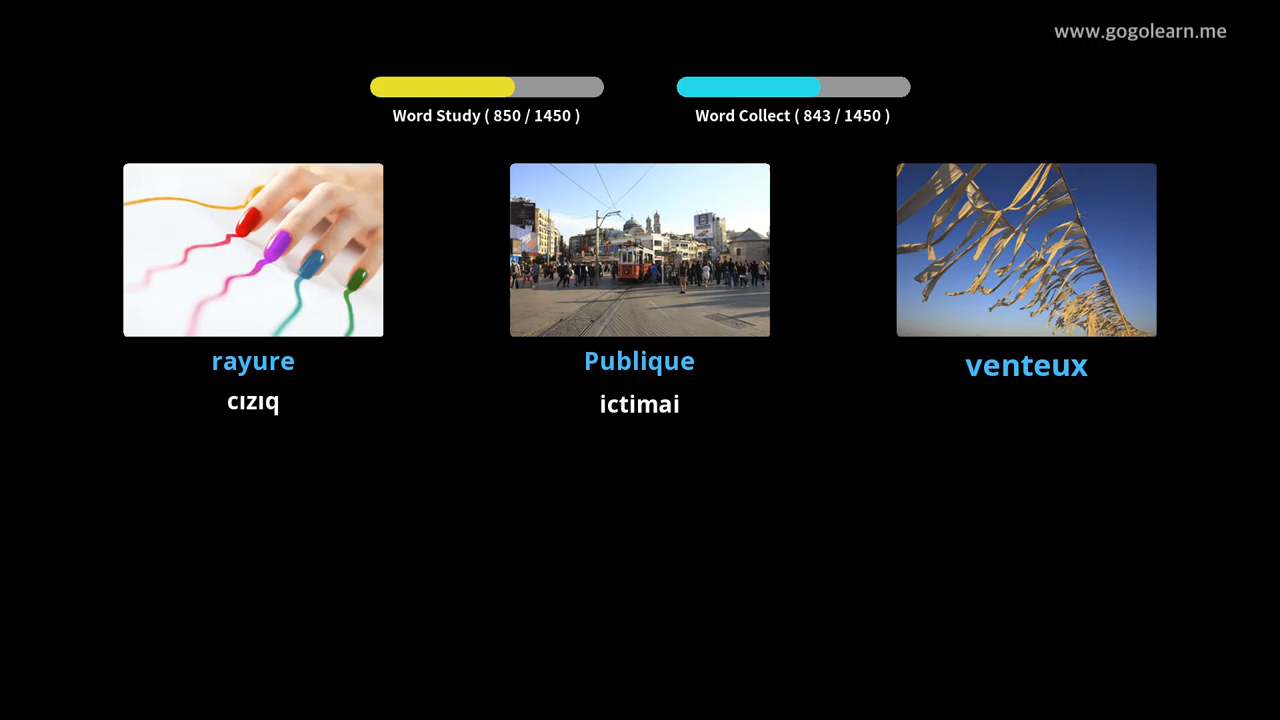 www.gogolearn.me
Word Study ( 850 / 1450 )
Word Collect ( 843 / 1450 )
rayure
Publique
venteux
cızıq
ictimai